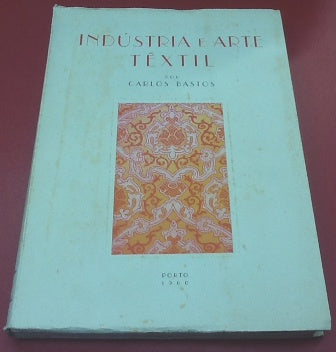 INDÚSTRIA E ARTE
TÊXTIL
POR
CARLOS BASTOS
PORTO
1960